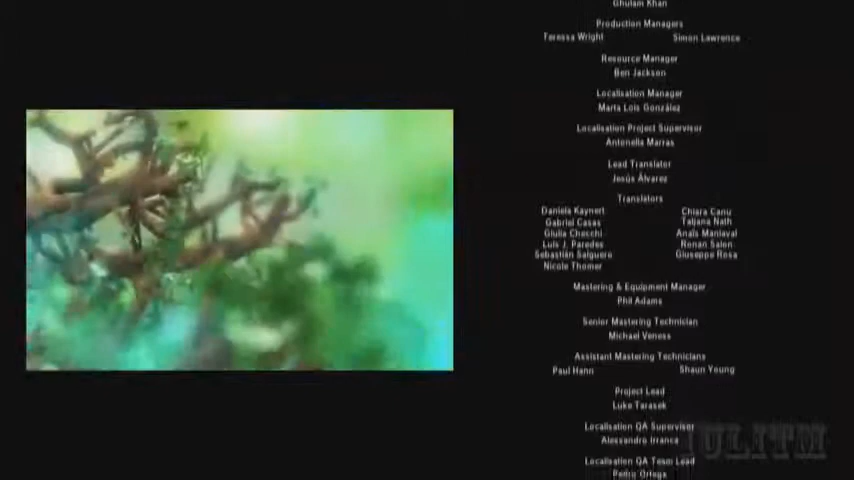 Ghulam Khan
Production Managers
Teressa Wright Simon Lawrence
Resource Manager
Ben Jackson
Localisation Manager
Marta Lois González
Localisation Project Supervisor
Antonella Marras
Lead Translator
Jesús Álvarez
Translators
Daniela Kaynert Chiara Canu
Gabriel Casas Tatjana Nath
Giulia Checchi Anaïs Maniaval
Luis J. Paredes Ronan Salon
Sebastián Salguero Giuseppe Rosa
Nicole Thomer
Mastering & Equipment Manager
Phil Adams
Senior Mastering Technician
Michael Veness
Assistant Mastering Technicians
Paul Hann Shaun Young
Project Lead
Luke Tarasek
Localisation QA Supervisor
Alessandro Irranca
JULITM
Localisation QA Team Lead
Pedro Ortega